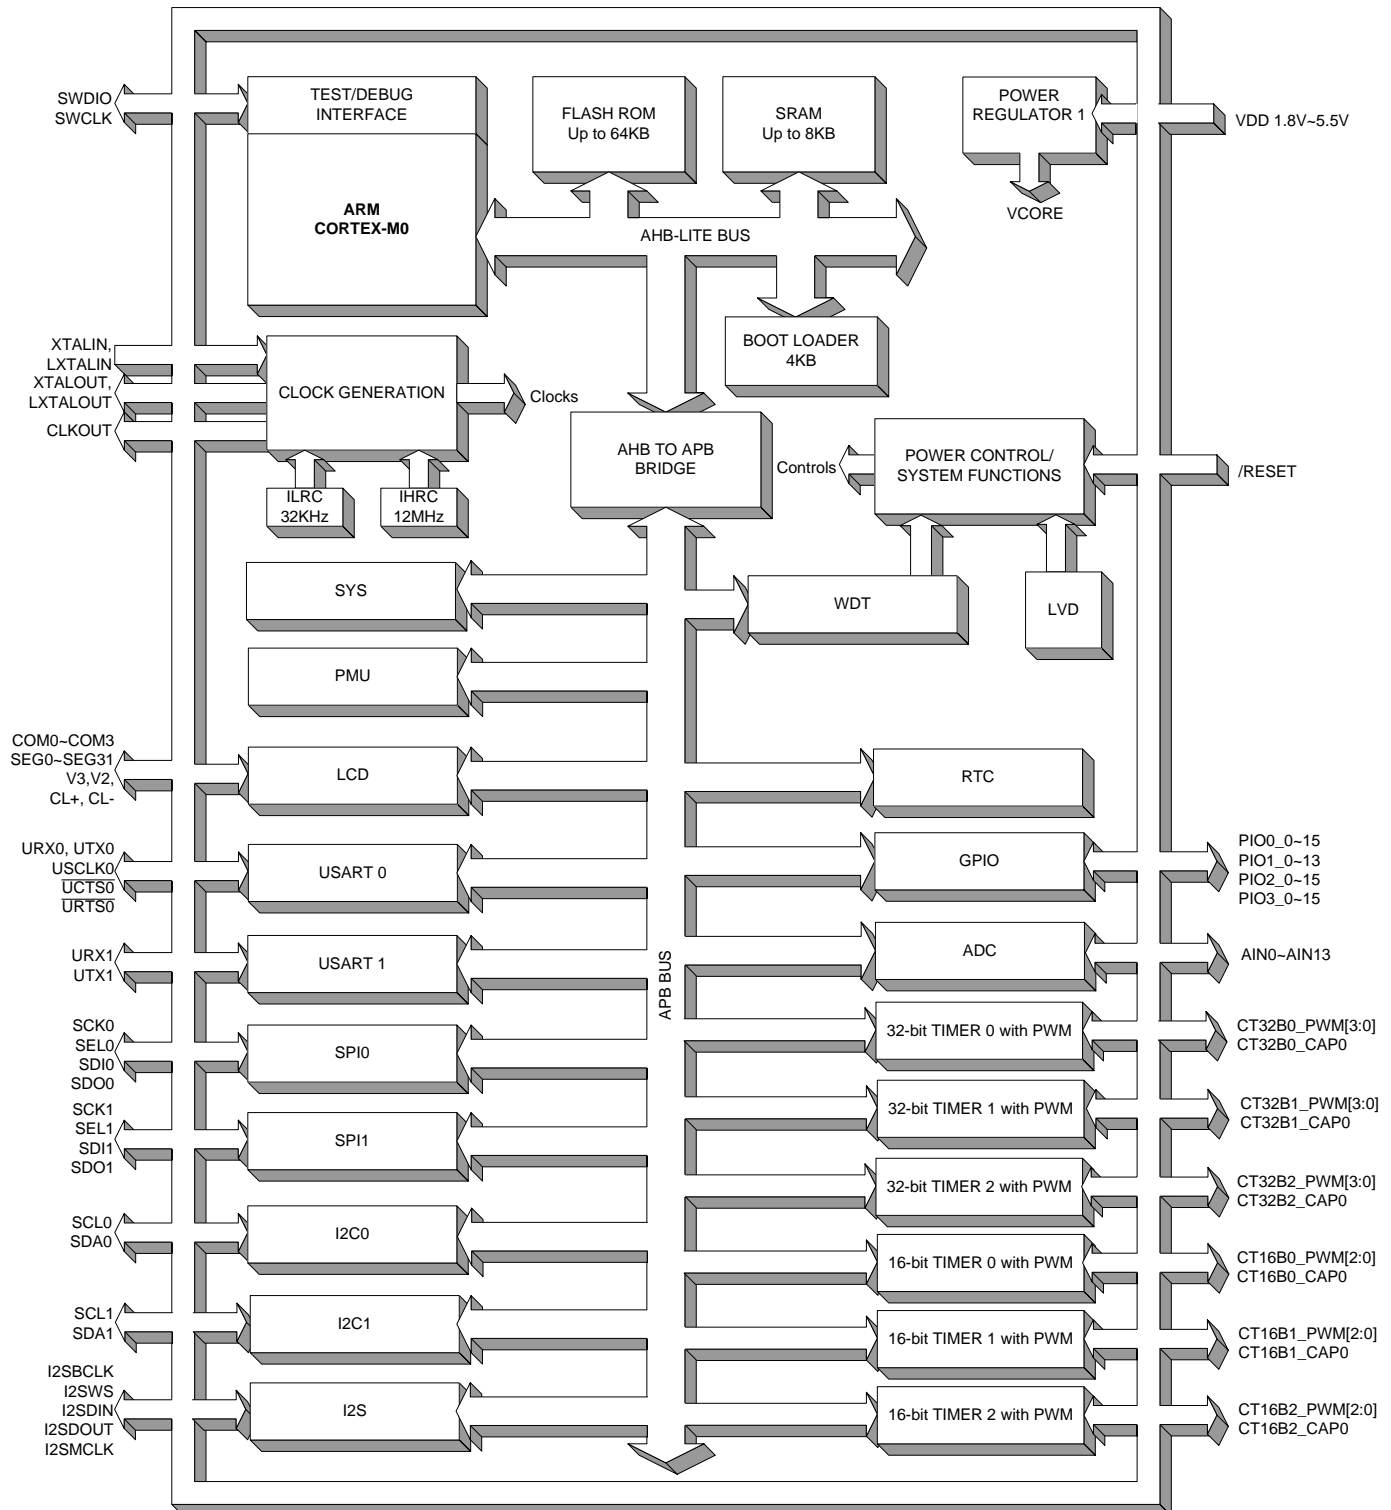 SWDIO
SWCLK
TEST/DEBUG
INTERFACE
ARM
CORTEX-M0
FLASH ROM
Up to 64KB
SRAM
Up to 8KB
POWER
REGULATOR 1
VDD 1.8V~5.5V
VCORE
AHB-LITE BUS
BOOT LOADER
4KB
XTALIN,
LXTALIN
XTALOUT,
LXTALOUT
CLKOUT
CLOCK GENERATION
Clocks
ILRC
32KHz
IHRC
12MHz
AHB TO APB
BRIDGE
Controls
POWER CONTROL/
SYSTEM FUNCTIONS
/RESET
SYS
WDT
LVD
PMU
COM0~COM3
SEG0~SEG31
V3,V2,
CL+, CL-
LCD
RTC
URX0, UTX0
USCLK0
UCTS0
URTS0
USART 0
GPIO
PIO0_0~15
PIO1_0~13
PIO2_0~15
PIO3_0~15
URX1
UTX1
USART 1
APB BUS
ADC
AIN0~AIN13
SCK0
SEL0
SDI0
SDO0
SPI0
32-bit TIMER 0 with PWM
CT32B0_PWM[3:0]
CT32B0_CAP0
SCK1
SEL1
SDI1
SDO1
SPI1
32-bit TIMER 1 with PWM
CT32B1_PWM[3:0]
CT32B1_CAP0
32-bit TIMER 2 with PWM
CT32B2_PWM[3:0]
CT32B2_CAP0
SCL0
SDA0
I2C0
16-bit TIMER 0 with PWM
CT16B0_PWM[2:0]
CT16B0_CAP0
SCL1
SDA1
I2C1
16-bit TIMER 1 with PWM
CT16B1_PWM[2:0]
CT16B1_CAP0
I2SBCLK
I2SWS
I2SDIN
I2SDOUT
I2SMCLK
I2S
16-bit TIMER 2 with PWM
CT16B2_PWM[2:0]
CT16B2_CAP0